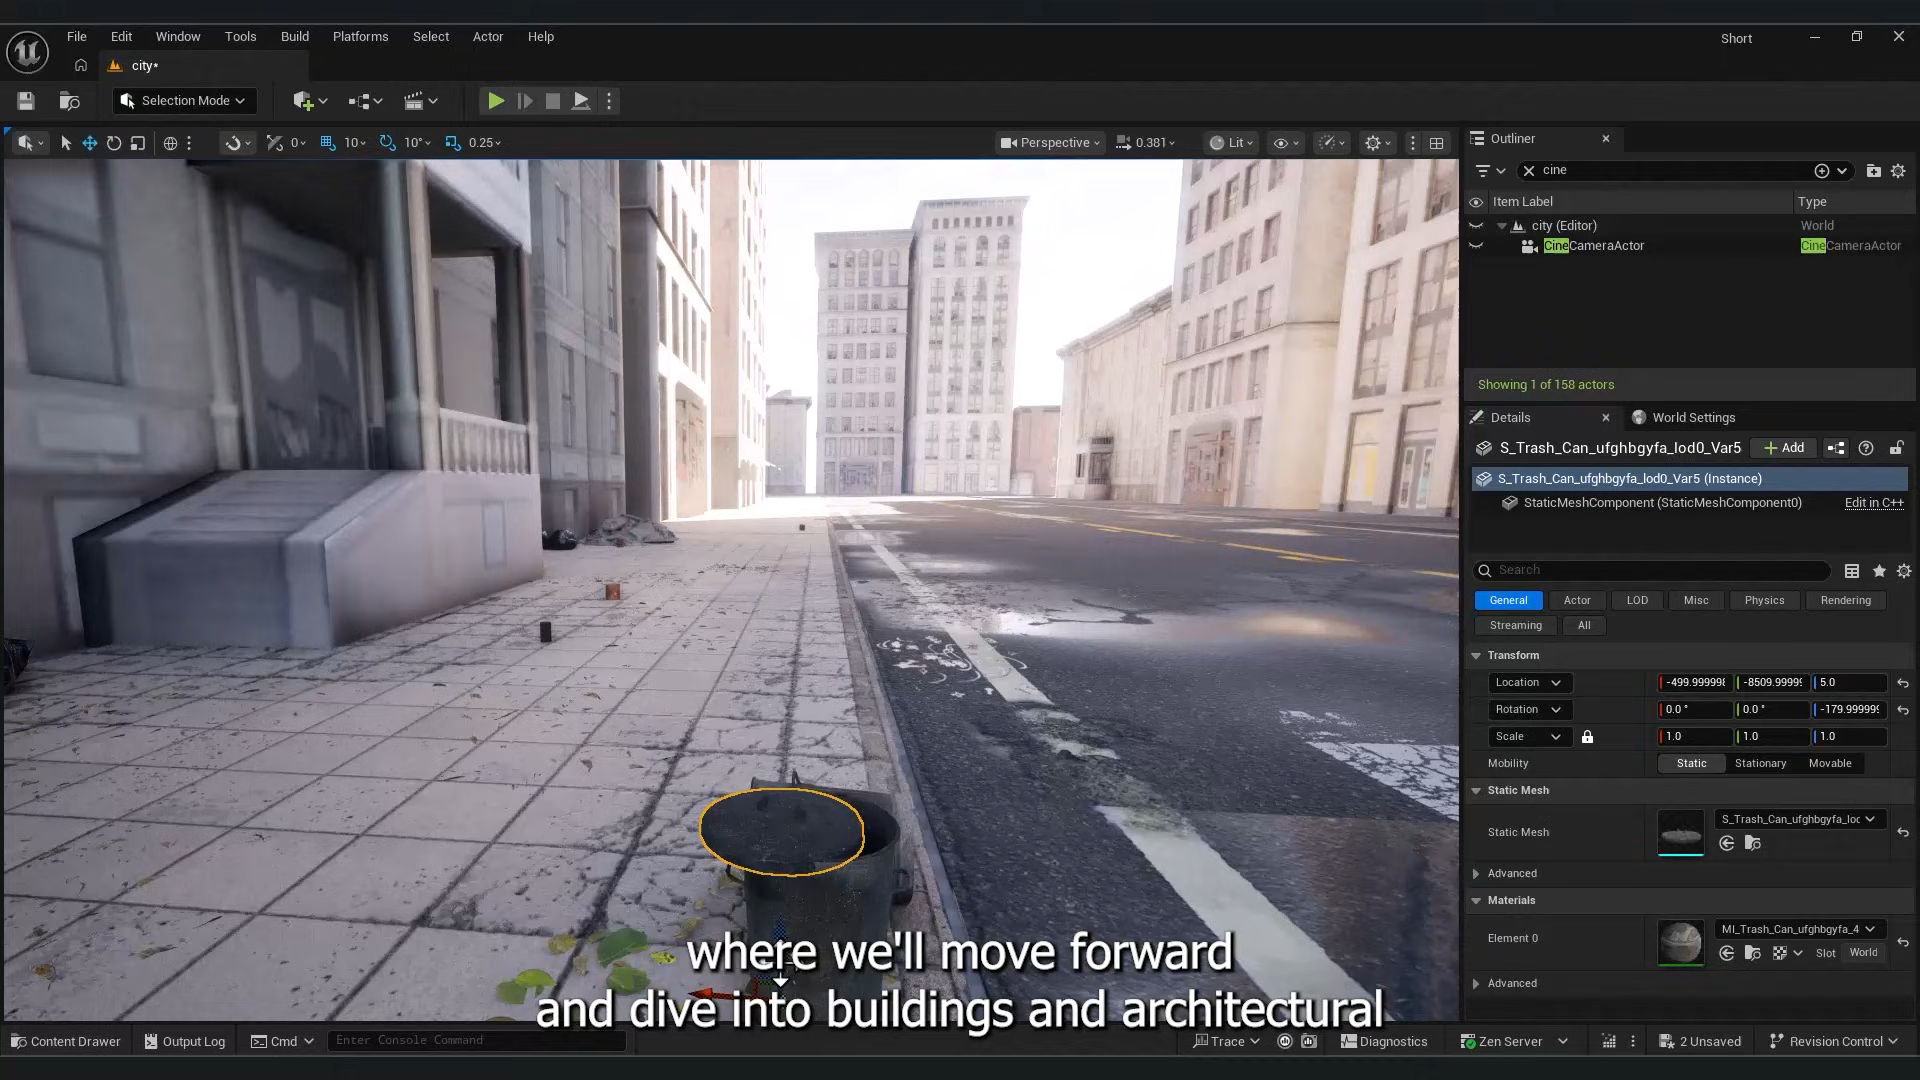 File Edit Window Tools Build Platforms Select Actor Help Short
city*
Selection Mode
0 10 10° 0.25 Perspective 0.381 Lit
Outliner
cine
Item Label Type
city (Editor) World
CineCameraActor CineCameraActor
Showing 1 of 158 actors
Details World Settings
S_Trash_Can_ufghbgyfa_lod0_Var5 Add
S_Trash_Can_ufghbgyfa_lod0_Var5 (Instance)
StaticMeshComponent (StaticMeshComponent0) Edit in C++
Search
General Actor LOD Misc Physics Rendering
Streaming All
Transform
Location -499.999998 -8509.99999 5.0
Rotation 0.0 ° 0.0 ° -179.999999
Scale 1.0 1.0 1.0
Mobility Static Stationary Movable
Static Mesh
Static Mesh S_Trash_Can_ufghbgyfa_loc
Advanced
Materials
Element 0 MI_Trash_Can_ufghbgyfa_4
Slot World
Advanced
where we'll move forward
and dive into buildings and architectural
Content Drawer Output Log Cmd Enter Console Command Trace Diagnostics Zen Server 2 Unsaved Revision Control